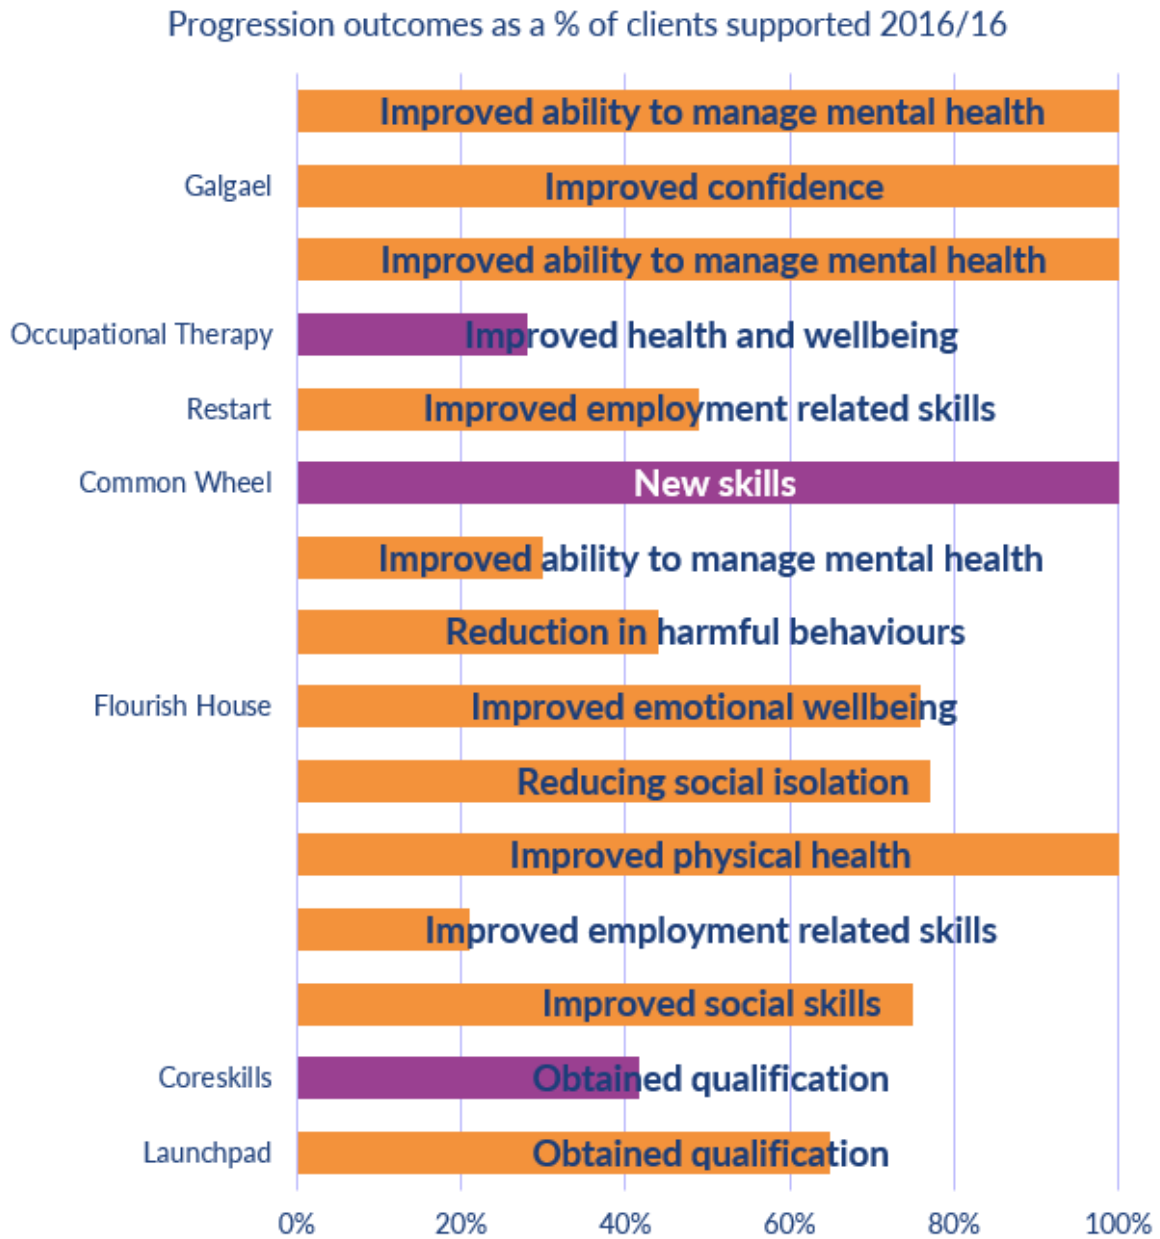 Progression outcomes as a % of clients supported 2016/16
Improved ability to manage mental health
Galgael
Improved confidence
Improved ability to manage mental health
Occupational Therapy
Improved health and wellbeing
Restart
Improved employment related skills
Common Wheel
New skills
Improved ability to manage mental health
Reduction in harmful behaviours
Flourish House
Improved emotional wellbeing
Reducing social isolation
Improved physical health
Improved employment related skills
Improved social skills
Coreskills
Obtained qualification
Launchpad
Obtained qualification
0% 20% 40% 60% 80% 100%